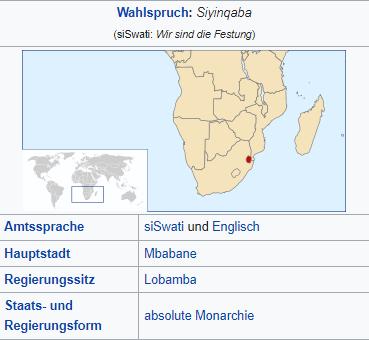 Wahlspruch: Siyinqaba
(siSwati: Wir sind die Festung)
Amtssprache siSwati und Englisch
Hauptstadt Mbabane
Regierungssitz Lobamba
Staats- und
Regierungsform absolute Monarchie